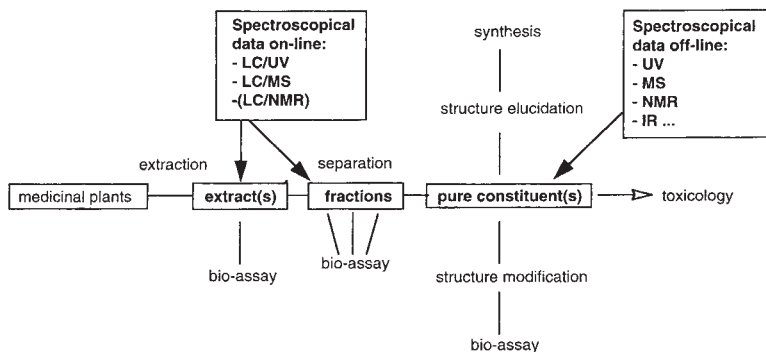 Spectroscopical
data on-line:
- LC/UV
- LC/MS
-(LC/NMR)
synthesis
Spectroscopical
data off-line:
- UV
- MS
- NMR
- IR ...
structure elucidation
extraction
separation
medicinal plants
extract(s)
fractions
pure constituent(s)
toxicology
bio-assay
bio-assay
structure modification
bio-assay